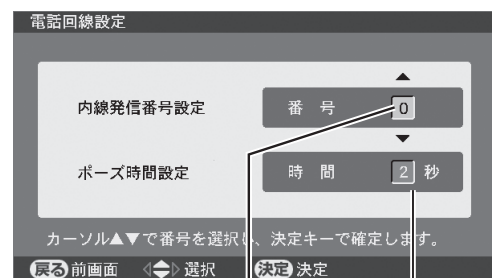 電話回線設定
内線発信番号設定 番 号 0
ポーズ時間設定 時 間 2 秒
カーソル▲▼で番号を選択し、決定キーで確定します。
戻る 前画面 選択 決定 決定